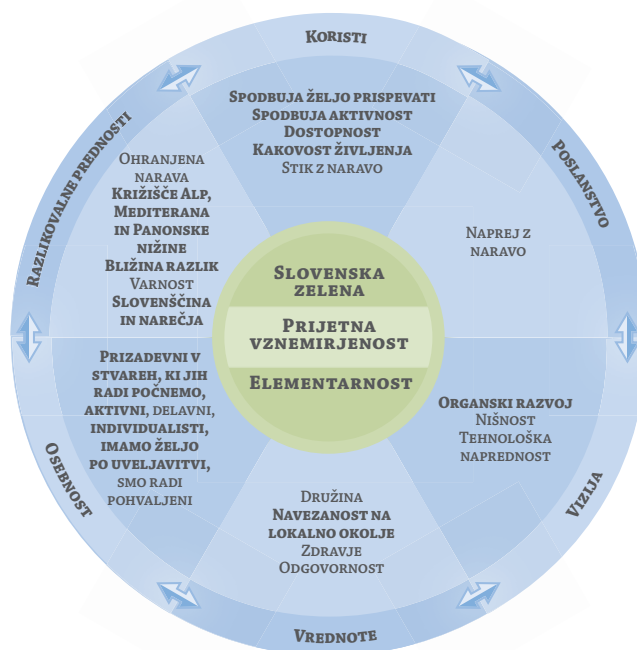 Koristi
Spodbuja željo prispevati
Spodbuja aktivnost
Dostopnost
Kakovost življenja
Stik z naravo
Poslanstvo
Naprej z
naravo
Vizija
Organski razvoj
Nišnost
Tehnološka
naprednost
Vrednote
Družina
Navezanost na
lokalno okolje
Zdravje
Odgovornost
Osebnost
Prizadevni v
stvareh, ki jih
radi počnemo,
aktivni, delavni,
individualisti,
imamo željo
po uveljavitvi,
smo radi
pohvaljeni
Razlikovalne prednosti
Ohranjena
narava
Križišče Alp,
Mediterana
in Panonske
nižine
Bližina razlik
Varnost
Slovenščina
in narečja
Slovenska
zelena
Prijetna
vznemirjenost
Elementarnost